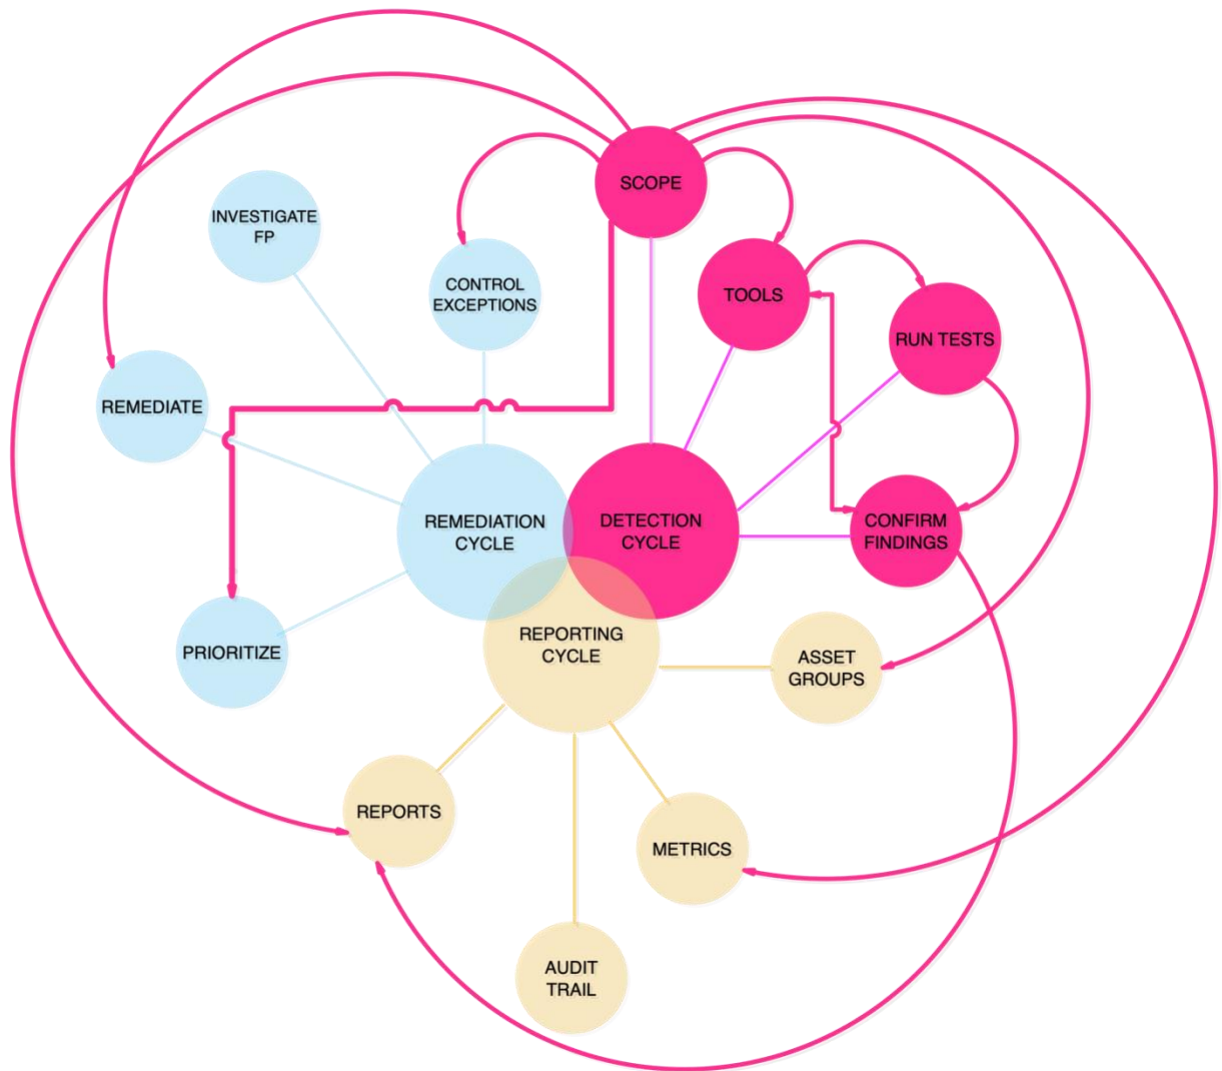 SCOPE
INVESTIGATE
FP
CONTROL
EXCEPTIONS
TOOLS
RUN TESTS
REMEDIATE
REMEDIATION
CYCLE
DETECTION
CYCLE
CONFIRM
FINDINGS
REPORTING
CYCLE
PRIORITIZE
ASSET
GROUPS
REPORTS
METRICS
AUDIT
TRAIL